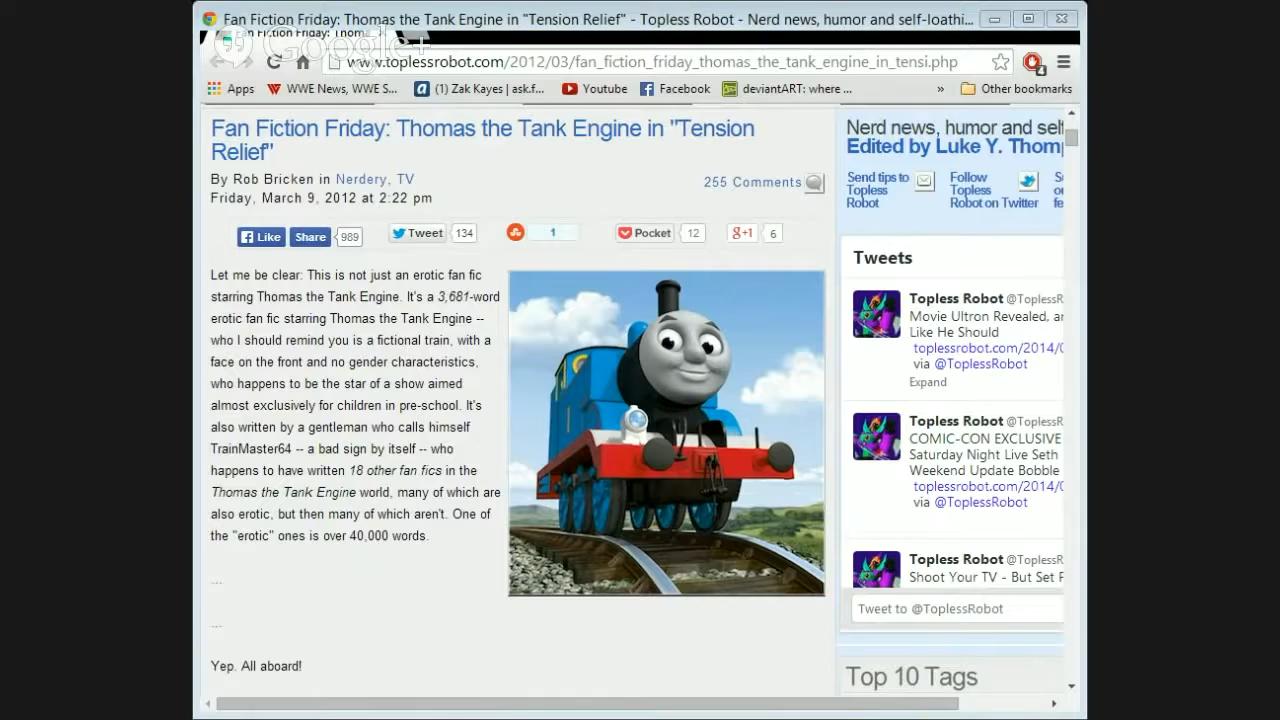 Fan Fiction Friday: Thomas the Tank Engine in "Tension Relief" - Topless Robot - Nerd news, humor and self-loathi...
Fan Fiction Friday: Thoma
Google+
www.toplessrobot.com/2012/03/fan_fiction_friday_thomas_the_tank_engine_in_tensi.php
4
Apps WWE News, WWE S... (1) Zak Kayes | ask.f... Youtube Facebook deviantART: where ... » Other bookmarks
Fan Fiction Friday: Thomas the Tank Engine in "Tension
Relief"
By Rob Bricken in Nerdery, TV
Friday, March 9, 2012 at 2:22 pm
255 Comments
Like Share 989 Tweet 134 1 Pocket 12 g+1 6
Let me be clear: This is not just an erotic fan fic
starring Thomas the Tank Engine. It's a 3,681-word
erotic fan fic starring Thomas the Tank Engine --
who I should remind you is a fictional train, with a
face on the front and no gender characteristics,
who happens to be the star of a show aimed
almost exclusively for children in pre-school. It's
also written by a gentleman who calls himself
TrainMaster64 -- a bad sign by itself -- who
happens to have written 18 other fan fics in the
Thomas the Tank Engine world, many of which are
also erotic, but then many of which aren't. One of
the "erotic" ones is over 40,000 words.
...
...
Yep. All aboard!
Nerd news, humor and self
Edited by Luke Y. Thomp
Send tips to
Topless
Robot
Follow
Topless
Robot on Twitter
Tweets
Topless Robot @ToplessR
Movie Ultron Revealed, an
Like He Should
toplessrobot.com/2014/0
via @ToplessRobot
Expand
Topless Robot @ToplessR
COMIC-CON EXCLUSIVE
Saturday Night Live Seth
Weekend Update Bobble
toplessrobot.com/2014/0
via @ToplessRobot
Topless Robot @ToplessR
Shoot Your TV - But Set P
Tweet to @ToplessRobot
Top 10 Tags